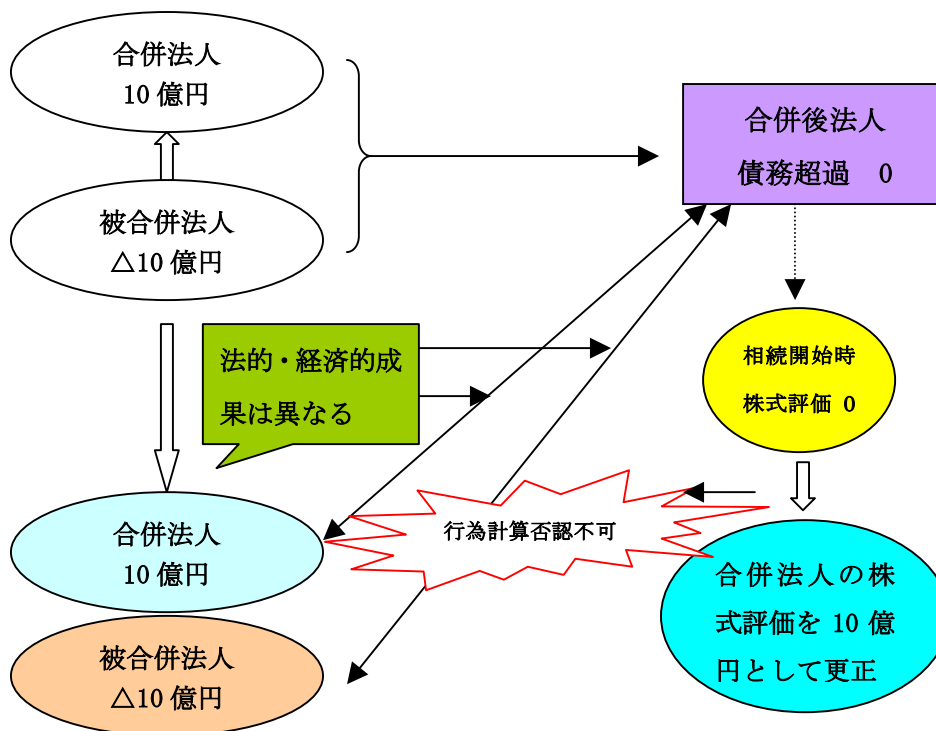 合併法人
10 億円
被合併法人
△10 億円
合併後法人
債務超過　0
法的・経済的成
果は異なる
相続開始時
株式評価 0
合併法人
10 億円
行為計算否認不可
合併法人の株
式評価を 10 億
円として更正
被合併法人
△10 億円